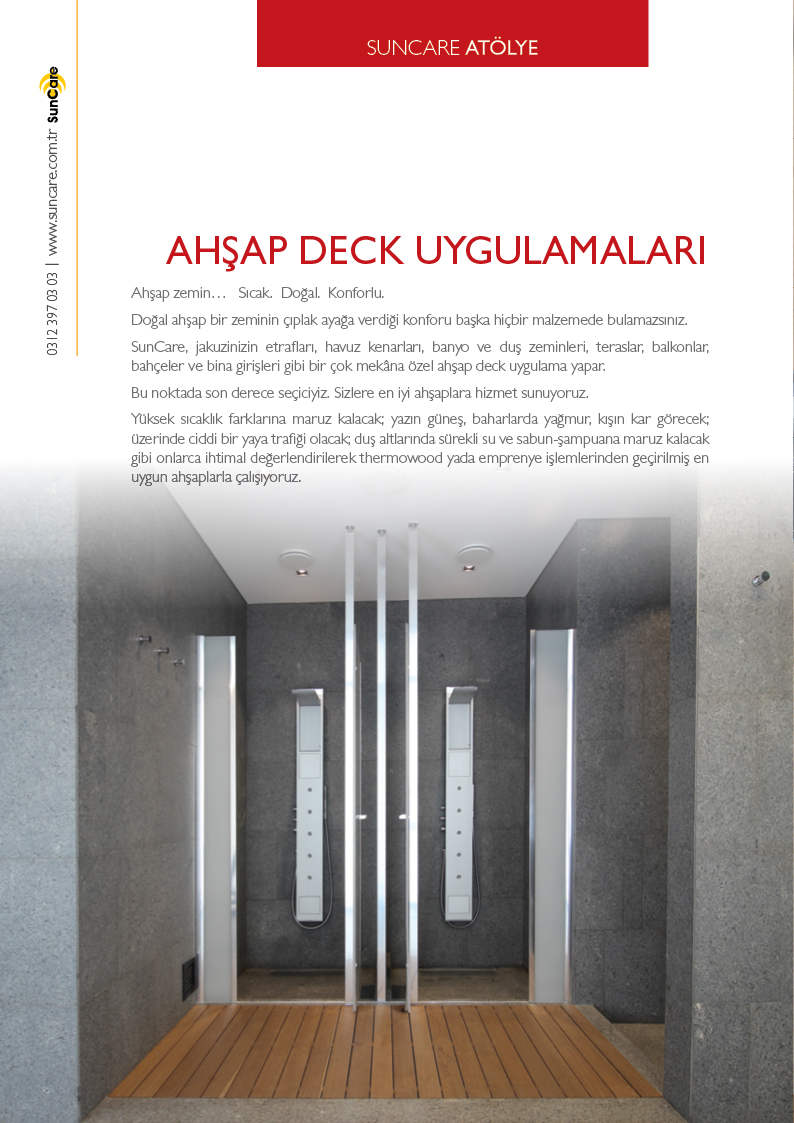 SUNCARE ATÖLYE
0312 397 03 03 | www.suncare.com.tr SunCare
AHŞAP DECK UYGULAMALARI
Ahşap zemin… Sıcak. Doğal. Konforlu.
Doğal ahşap bir zeminin çıplak ayağa verdiği konforu başka hiçbir malzemede bulamazsınız.
SunCare, jakuzinizin etrafları, havuz kenarları, banyo ve duş zeminleri, teraslar, balkonlar,
bahçeler ve bina girişleri gibi bir çok mekâna özel ahşap deck uygulama yapar.
Bu noktada son derece seçiciyiz. Sizlere en iyi ahşaplara hizmet sunuyoruz.
Yüksek sıcaklık farklarına maruz kalacak; yazın güneş, baharlarda yağmur, kışın kar görecek;
üzerinde ciddi bir yaya trafiği olacak; duş altlarında sürekli su ve sabun-şampuana maruz kalacak
gibi onlarca ihtimal değerlendirilerek thermowood yada emprenye işlemlerinden geçirilmiş en
uygun ahşaplarla çalışıyoruz.